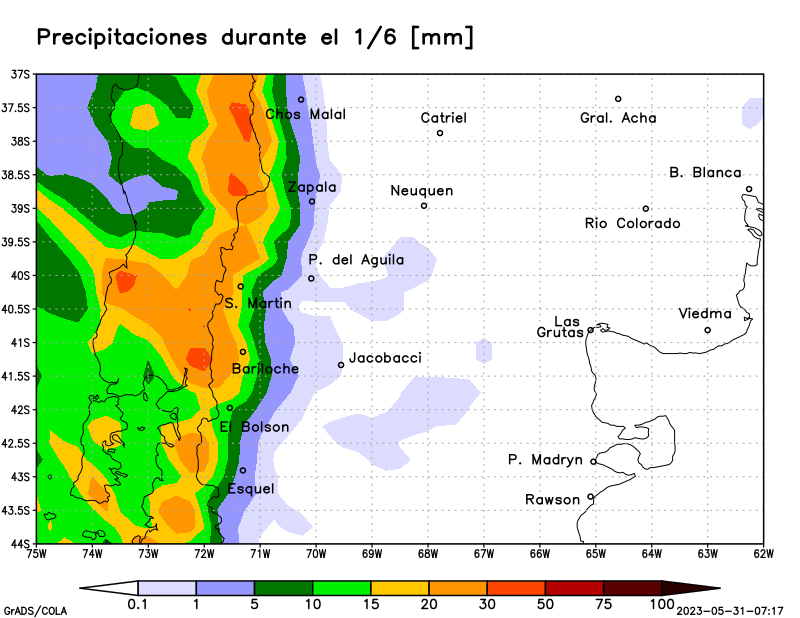 Precipitaciones durante el 1/6 [mm]
37S
37.5S
38S
38.5S
39S
39.5S
40S
40.5S
41S
41.5S
42S
42.5S
43S
43.5S
44S
Chos Malal
Catriel
Gral. Acha
B. Blanca
Zapala
Neuquen
Rio Colorado
P. del Aguila
S. Martin
Viedma
Las
Grutas
Jacobacci
Bariloche
El Bolson
P. Madryn
Esquel
Rawson
75W 74W 73W 72W 71W 70W 69W 68W 67W 66W 65W 64W 63W 62W
0.1 1 5 10 15 20 30 50 75 100
GrADS/COLA
2023-05-31-07:17